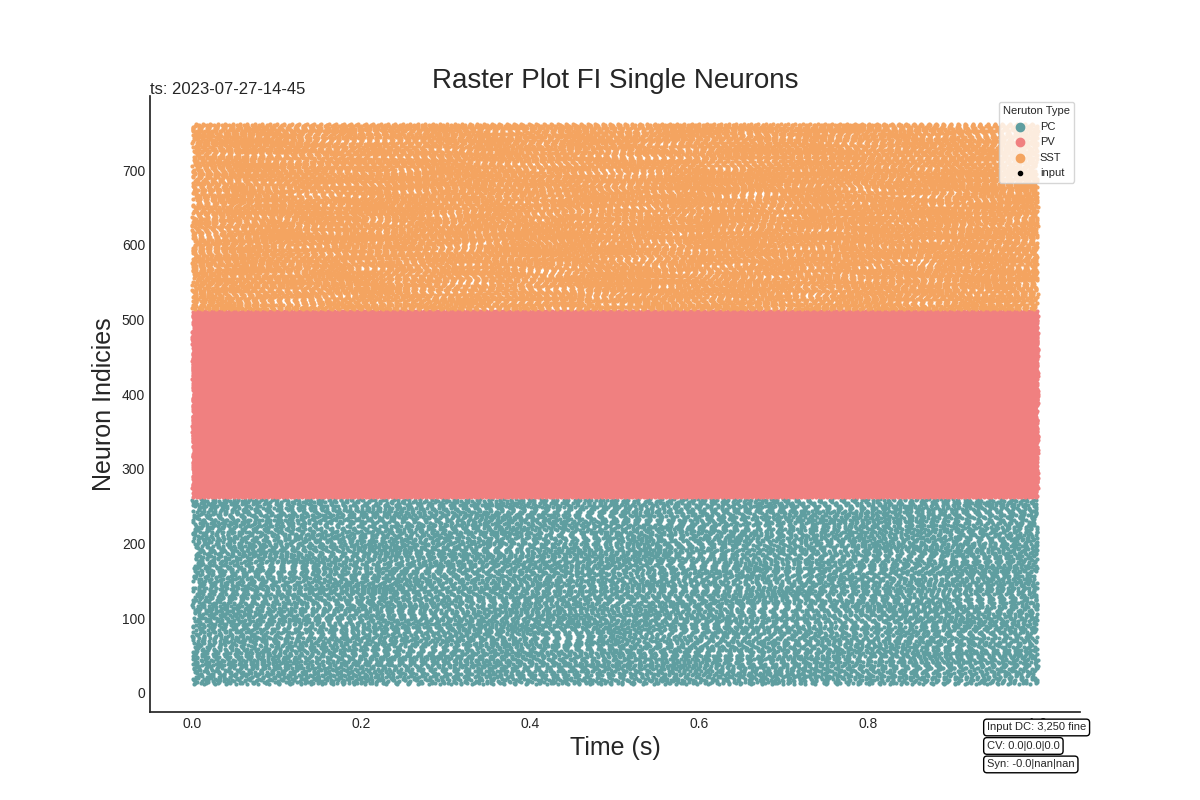 Raster Plot FI Single Neurons
ts: 2023-07-27-14-45
Neruton Type
PC
PV
SST
input
Neuron Indicies
700
600
500
400
300
200
100
0
0.0
0.2
0.4
0.6
0.8
Time (s)
Input DC: 3,250 fine
CV: 0.0|0.0|0.0
Syn: -0.0|nan|nan